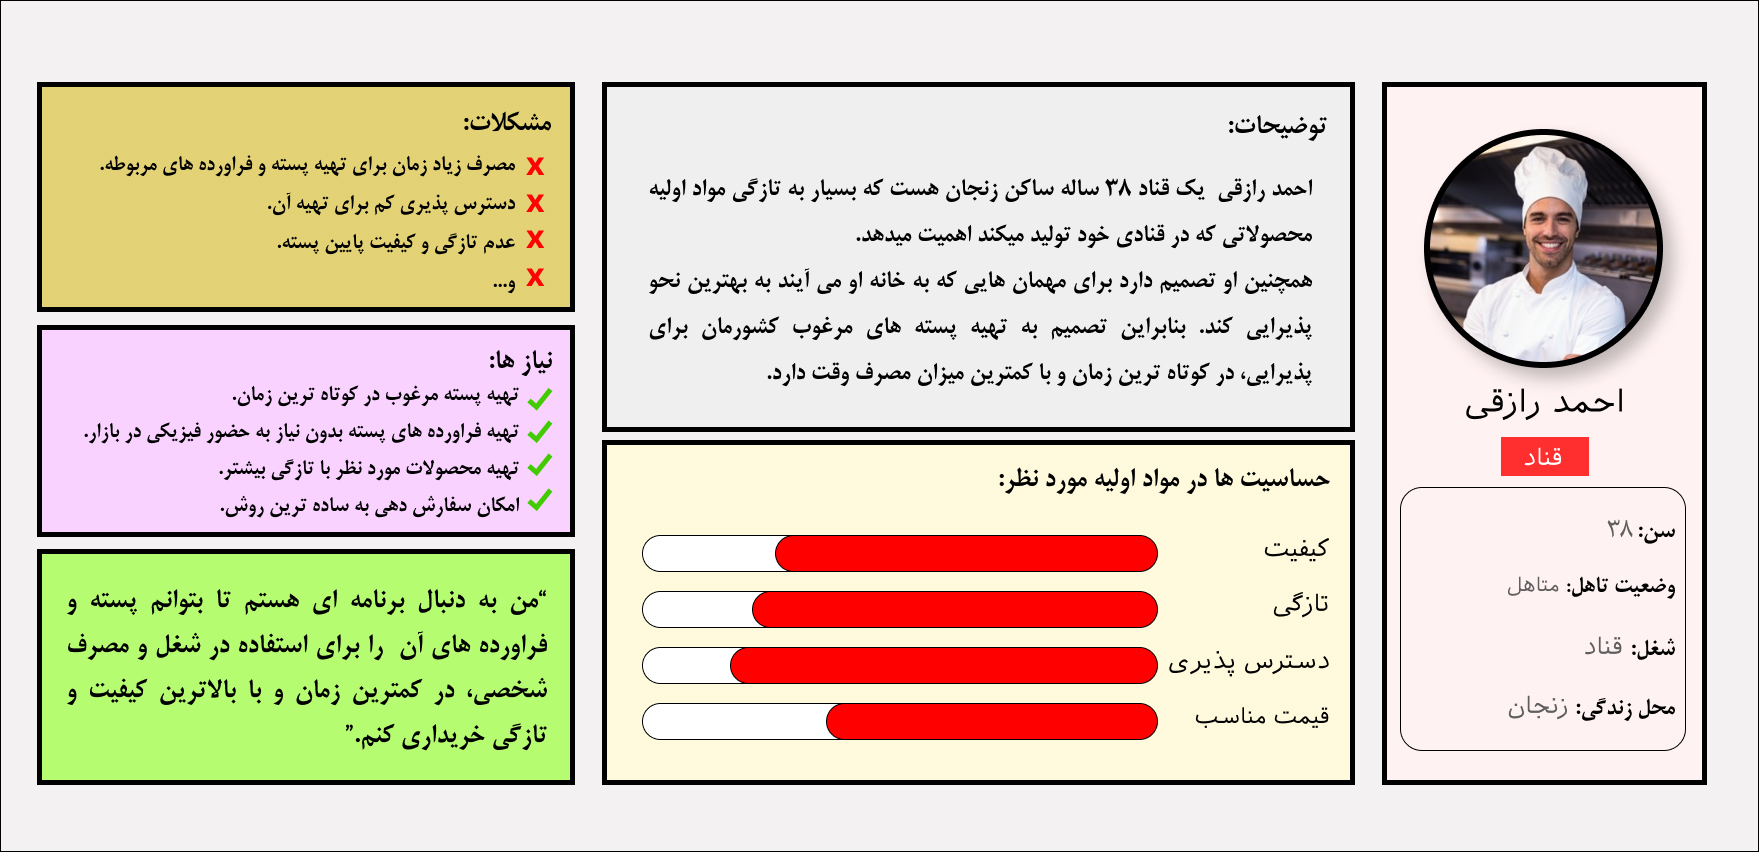 احمد رازقی
قناد
سن: ۳۸
وضعیت تاهل: متاهل
شغل: قناد
محل زندگی: زنجان
توضیحات:
احمد رازقی یک قناد ۳۸ ساله ساکن زنجان هست که بسیار به تازگی مواد اولیه
محصولاتی که در قنادی خود تولید میکند اهمیت میدهد.
همچنین او تصمیم دارد برای مهمان هایی که به خانه او می آیند به بهترین نحو
پذیرایی کند. بنابراین تصمیم به تهیه پسته های مرغوب کشورمان برای
پذیرایی، در کوتاه ترین زمان و با کمترین میزان مصرف وقت دارد.
حساسیت ها در مواد اولیه مورد نظر:
کیفیت
تازگی
دسترس پذیری
قیمت مناسب
مشکلات:
X مصرف زیاد زمان برای تهیه پسته و فراورده های مربوطه.
X دسترس پذیری کم برای تهیه آن.
X عدم تازگی و کیفیت پایین پسته.
X و...
نیاز ها:
تهیه پسته مرغوب در کوتاه ترین زمان.
تهیه فراورده های پسته بدون نیاز به حضور فیزیکی در بازار.
تهیه محصولات مورد نظر با تازگی بیشتر.
امکان سفارش دهی به ساده ترین روش.
“من به دنبال برنامه ای هستم تا بتوانم پسته و
فراورده های آن را برای استفاده در شغل و مصرف
شخصی، در کمترین زمان و با بالاترین کیفیت و
تازگی خریداری کنم.”